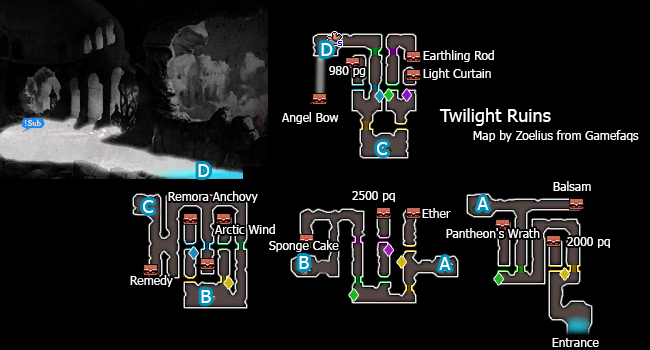 !Sub
D
D
S
980 pg
Earthling Rod
Light Curtain
Angel Bow
C
Twilight Ruins
Map by Zoelius from Gamefaqs
C
Remora Anchovy
Arctic Wind
Remedy
B
2500 pq
Ether
Sponge Cake
B
A
A
Balsam
Pantheon's Wrath
2000 pq
Entrance